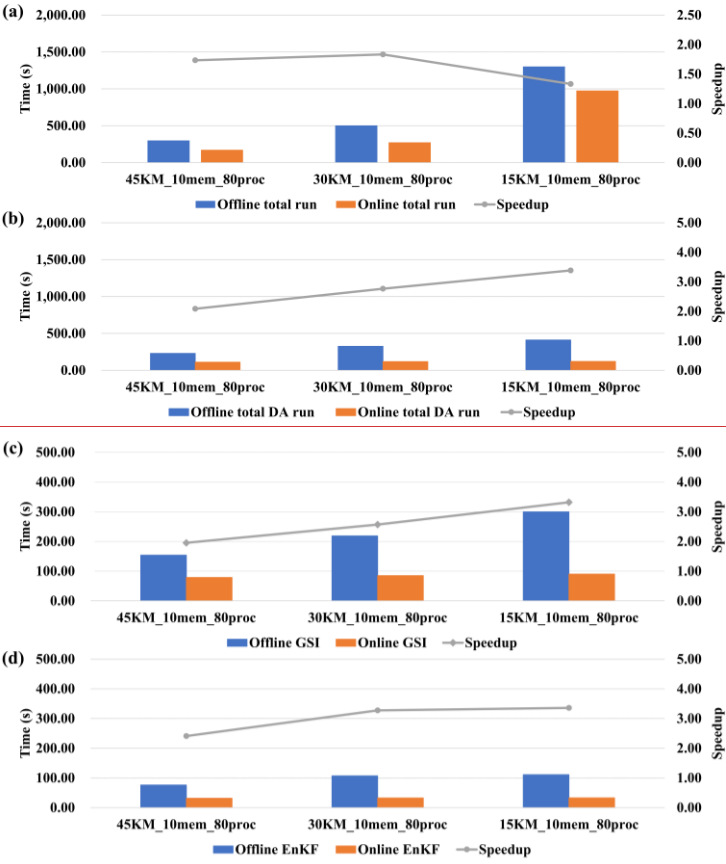 (a)
2,000.00 2.50
1,500.00 2.00
1,000.00 1.50
500.00 1.00
0.00 0.50
0.00
Time (s)
Speedup
45KM_10mem_80proc 30KM_10mem_80proc 15KM_10mem_80proc
Offline total run Online total run Speedup
(b)
2,000.00 5.00
1,500.00 4.00
1,000.00 3.00
500.00 2.00
0.00 1.00
0.00
Time (s)
Speedup
45KM_10mem_80proc 30KM_10mem_80proc 15KM_10mem_80proc
Offline total DA run Online total DA run Speedup
(c)
500.00 5.00
400.00 4.00
300.00 3.00
200.00 2.00
100.00 1.00
0.00 0.00
Time (s)
Speedup
45KM_10mem_80proc 30KM_10mem_80proc 15KM_10mem_80proc
Offline GSI Online GSI Speedup
(d)
500.00 5.00
400.00 4.00
300.00 3.00
200.00 2.00
100.00 1.00
0.00 0.00
Time (s)
Speedup
45KM_10mem_80proc 30KM_10mem_80proc 15KM_10mem_80proc
Offline EnKF Online EnKF Speedup